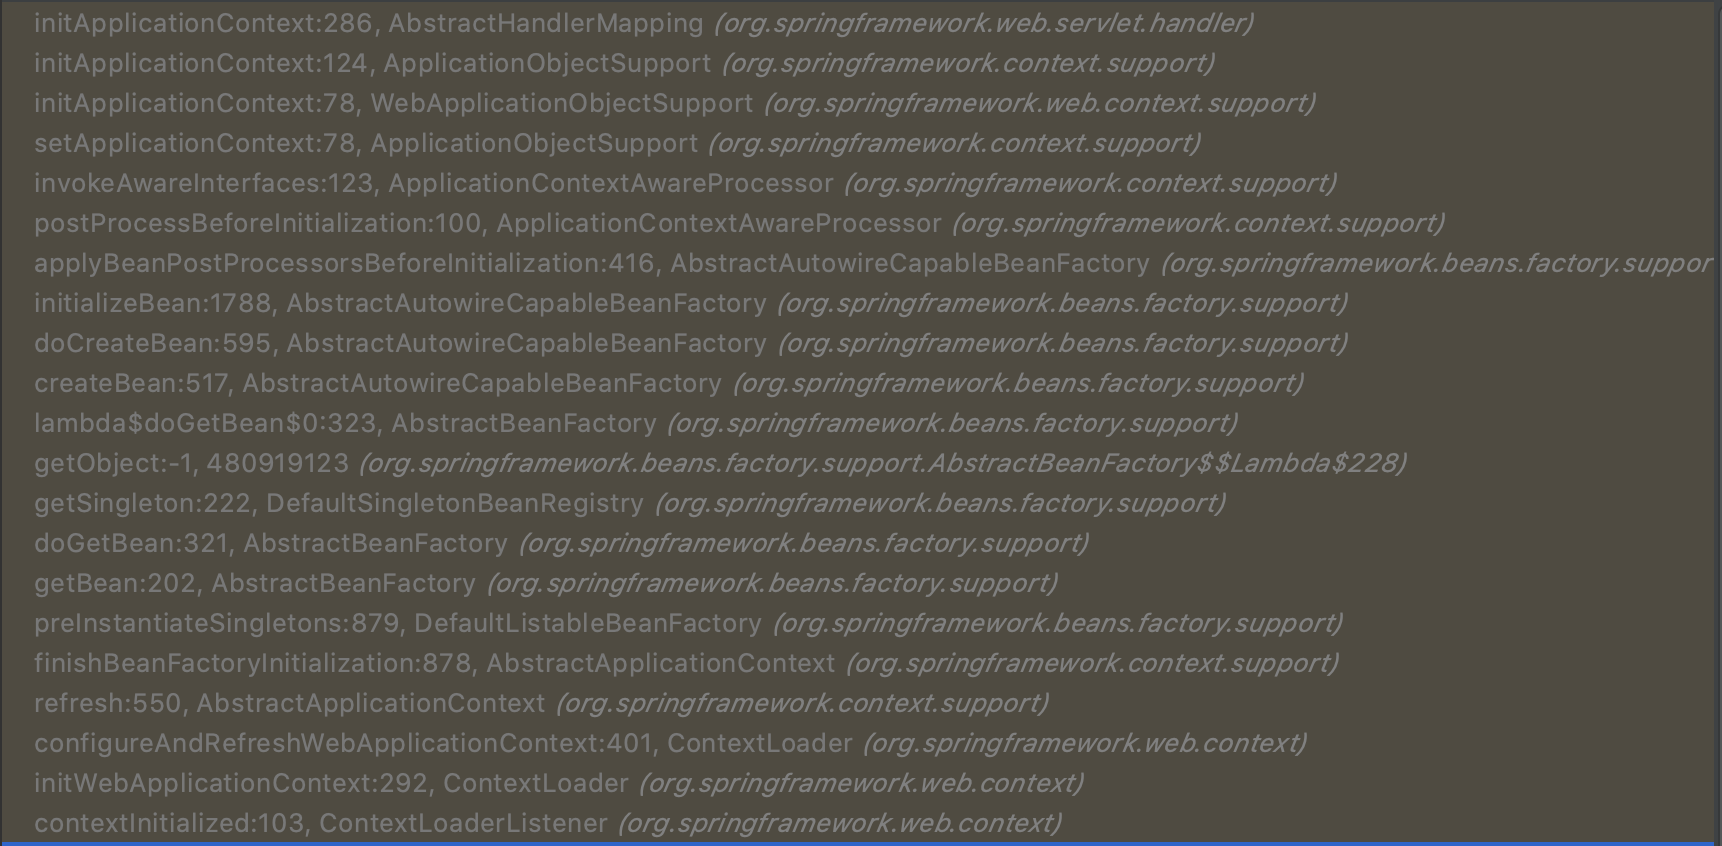 initApplicationContext:286, AbstractHandlerMapping (org.springframework.web.servlet.handler)
initApplicationContext:124, ApplicationObjectSupport (org.springframework.context.support)
initApplicationContext:78, WebApplicationObjectSupport (org.springframework.web.context.support)
setApplicationContext:78, ApplicationObjectSupport (org.springframework.context.support)
invokeAwareInterfaces:123, ApplicationContextAwareProcessor (org.springframework.context.support)
postProcessBeforeInitialization:100, ApplicationContextAwareProcessor (org.springframework.context.support)
applyBeanPostProcessorsBeforeInitialization:416, AbstractAutowireCapableBeanFactory (org.springframework.beans.factory.suppor
initializeBean:1788, AbstractAutowireCapableBeanFactory (org.springframework.beans.factory.support)
doCreateBean:595, AbstractAutowireCapableBeanFactory (org.springframework.beans.factory.support)
createBean:517, AbstractAutowireCapableBeanFactory (org.springframework.beans.factory.support)
lambda$doGetBean$0:323, AbstractBeanFactory (org.springframework.beans.factory.support)
getObject:-1, 480919123 (org.springframework.beans.factory.support.AbstractBeanFactory$$Lambda$228)
getSingleton:222, DefaultSingletonBeanRegistry (org.springframework.beans.factory.support)
doGetBean:321, AbstractBeanFactory (org.springframework.beans.factory.support)
getBean:202, AbstractBeanFactory (org.springframework.beans.factory.support)
preInstantiateSingletons:879, DefaultListableBeanFactory (org.springframework.beans.factory.support)
finishBeanFactoryInitialization:878, AbstractApplicationContext (org.springframework.context.support)
refresh:550, AbstractApplicationContext (org.springframework.context.support)
configureAndRefreshWebApplicationContext:401, ContextLoader (org.springframework.web.context)
initWebApplicationContext:292, ContextLoader (org.springframework.web.context)
contextInitialized:103, ContextLoaderListener (org.springframework.web.context)